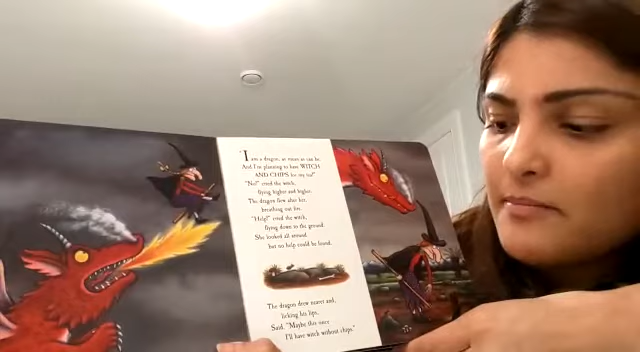 "I am a dragon, as mean as can be,
And I'm planning to have WITCH
AND CHIPS for my tea!"
"No!" cried the witch,
flying higher and higher.
The dragon flew after her,
breathing out fire.
"Help!" cried the witch,
flying down to the ground.
She looked all around
but no help could be found.
The dragon drew nearer and,
licking his lips,
Said, "Maybe this once
I'll have witch without chips."